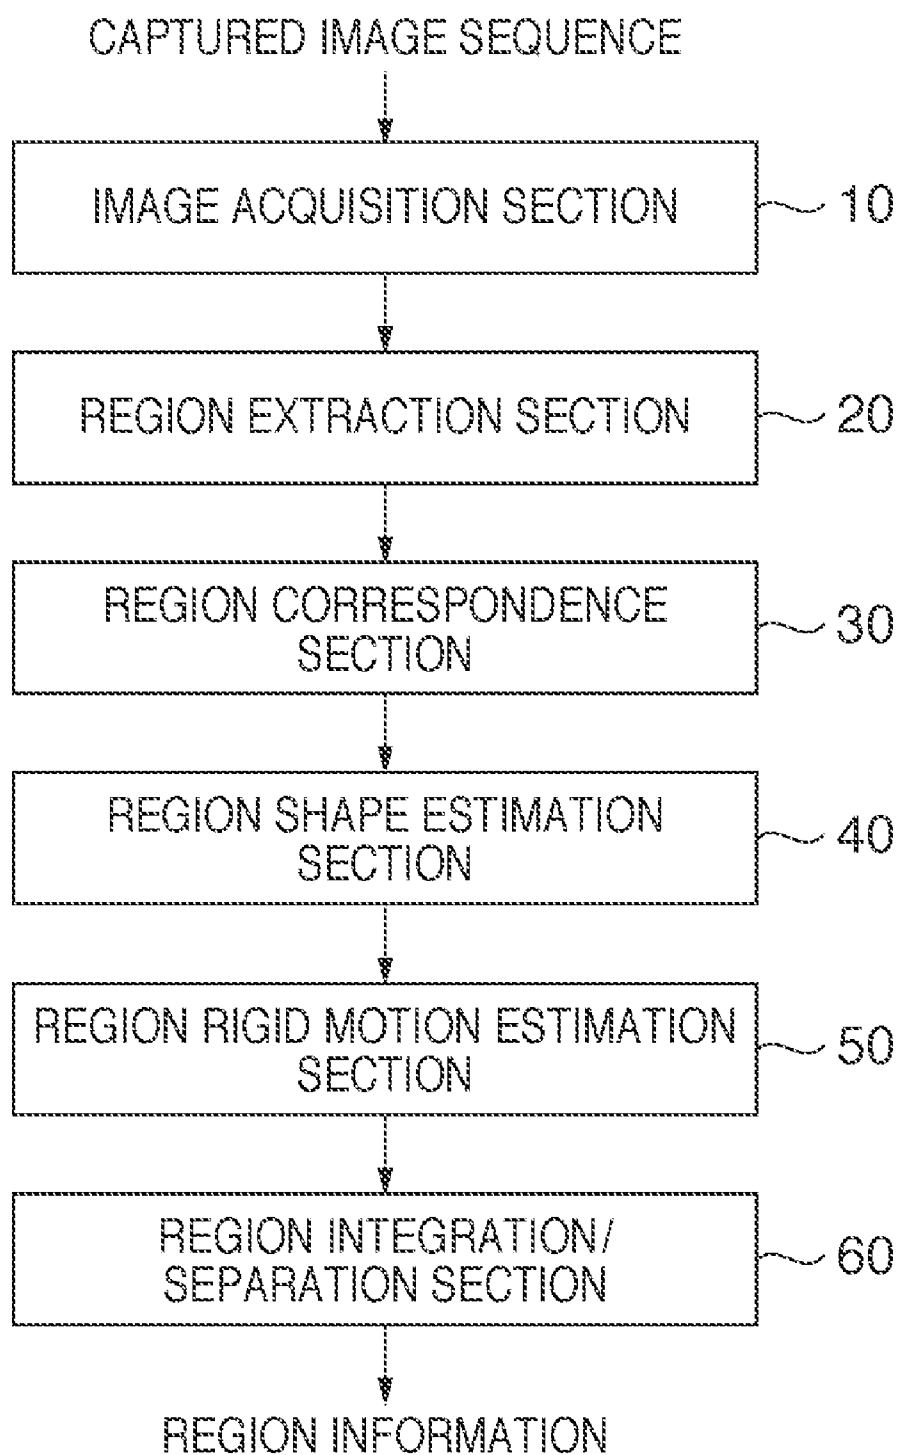 CAPTURED IMAGE SEQUENCE
IMAGE ACQUISITION SECTION
10
REGION EXTRACTION SECTION
20
REGION CORRESPONDENCE
SECTION
30
REGION SHAPE ESTIMATION
SECTION
40
REGION RIGID MOTION ESTIMATION
SECTION
50
REGION INTEGRATION/
SEPARATION SECTION
60
REGION INFORMATION